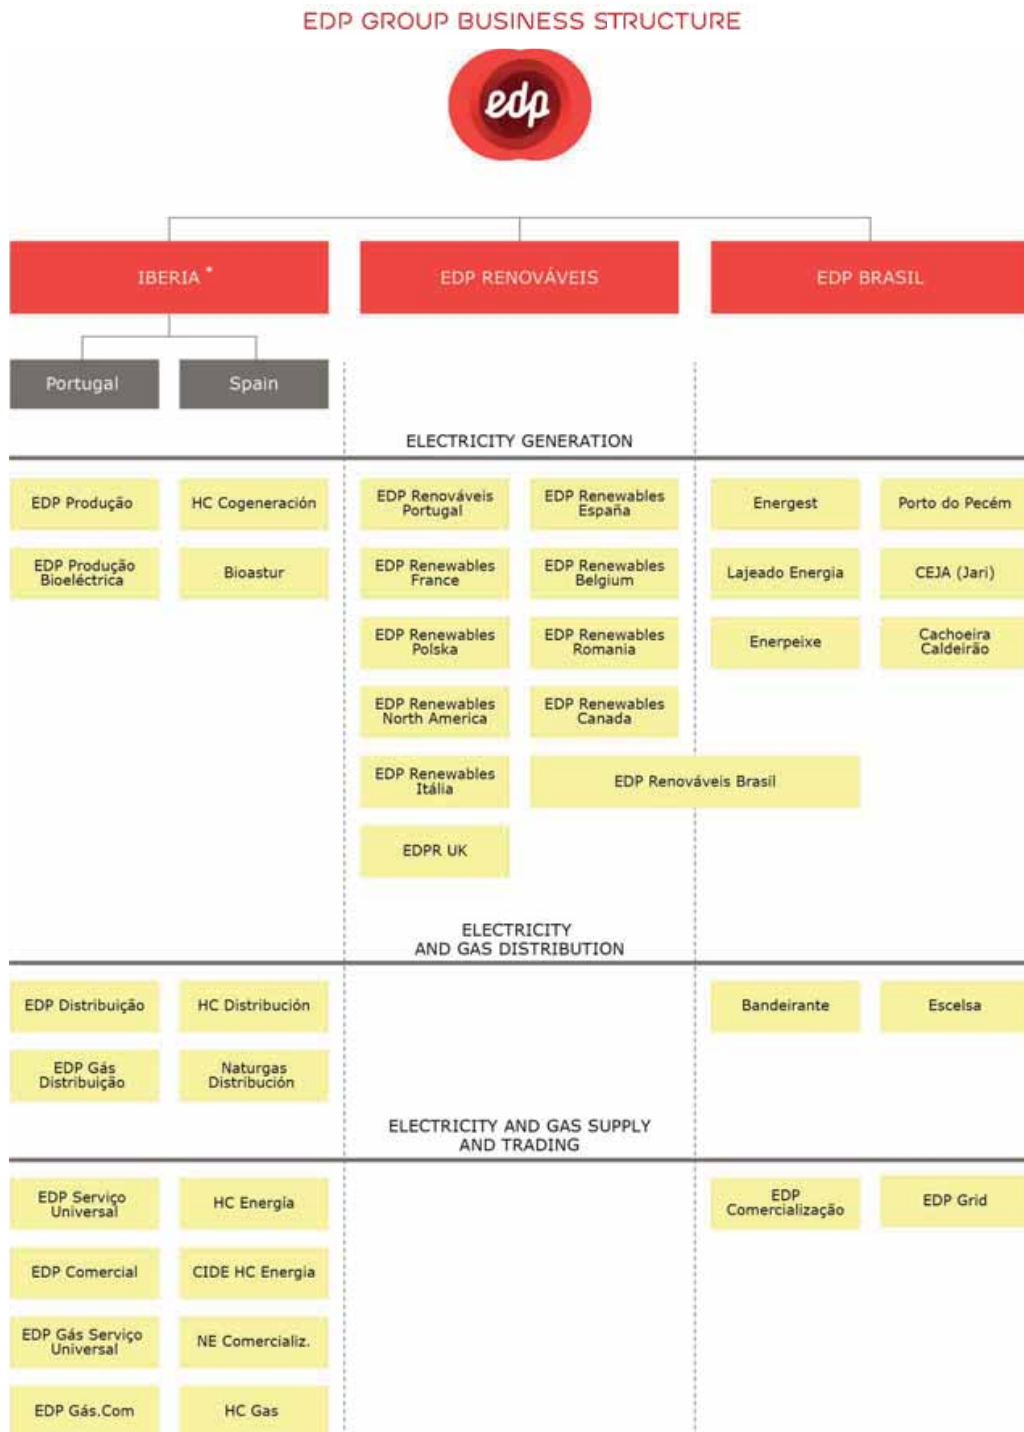 EDP GROUP BUSINESS STRUCTURE
edp
IBERIA *
EDP RENOVÁVEIS
EDP BRASIL
Portugal
Spain
ELECTRICITY GENERATION
EDP Produção
HC Cogeneración
EDP Renováveis
Portugal
EDP Renewables
España
Energest
Porto do Pecém
EDP Produção
Bioeléctrica
Bioastur
EDP Renewables
France
EDP Renewables
Belgium
Lajeado Energia
CEJA (Jari)
EDP Renewables
Polska
EDP Renewables
Romania
Enerpeixe
Cachoeira
Caldeirão
EDP Renewables
North America
EDP Renewables
Canada
EDP Renewables
Itália
EDP Renováveis Brasil
EDPR UK
ELECTRICITY
AND GAS DISTRIBUTION
EDP Distribuição
HC Distribución
Bandeirante
Escelsa
EDP Gás
Distribuição
Naturgas
Distribución
ELECTRICITY AND GAS SUPPLY
AND TRADING
EDP Serviço
Universal
HC Energia
EDP
Comercialização
EDP Grid
EDP Comercial
CIDE HC Energia
EDP Gás Serviço
Universal
NE Comercializ.
EDP Gás.Com
HC Gas